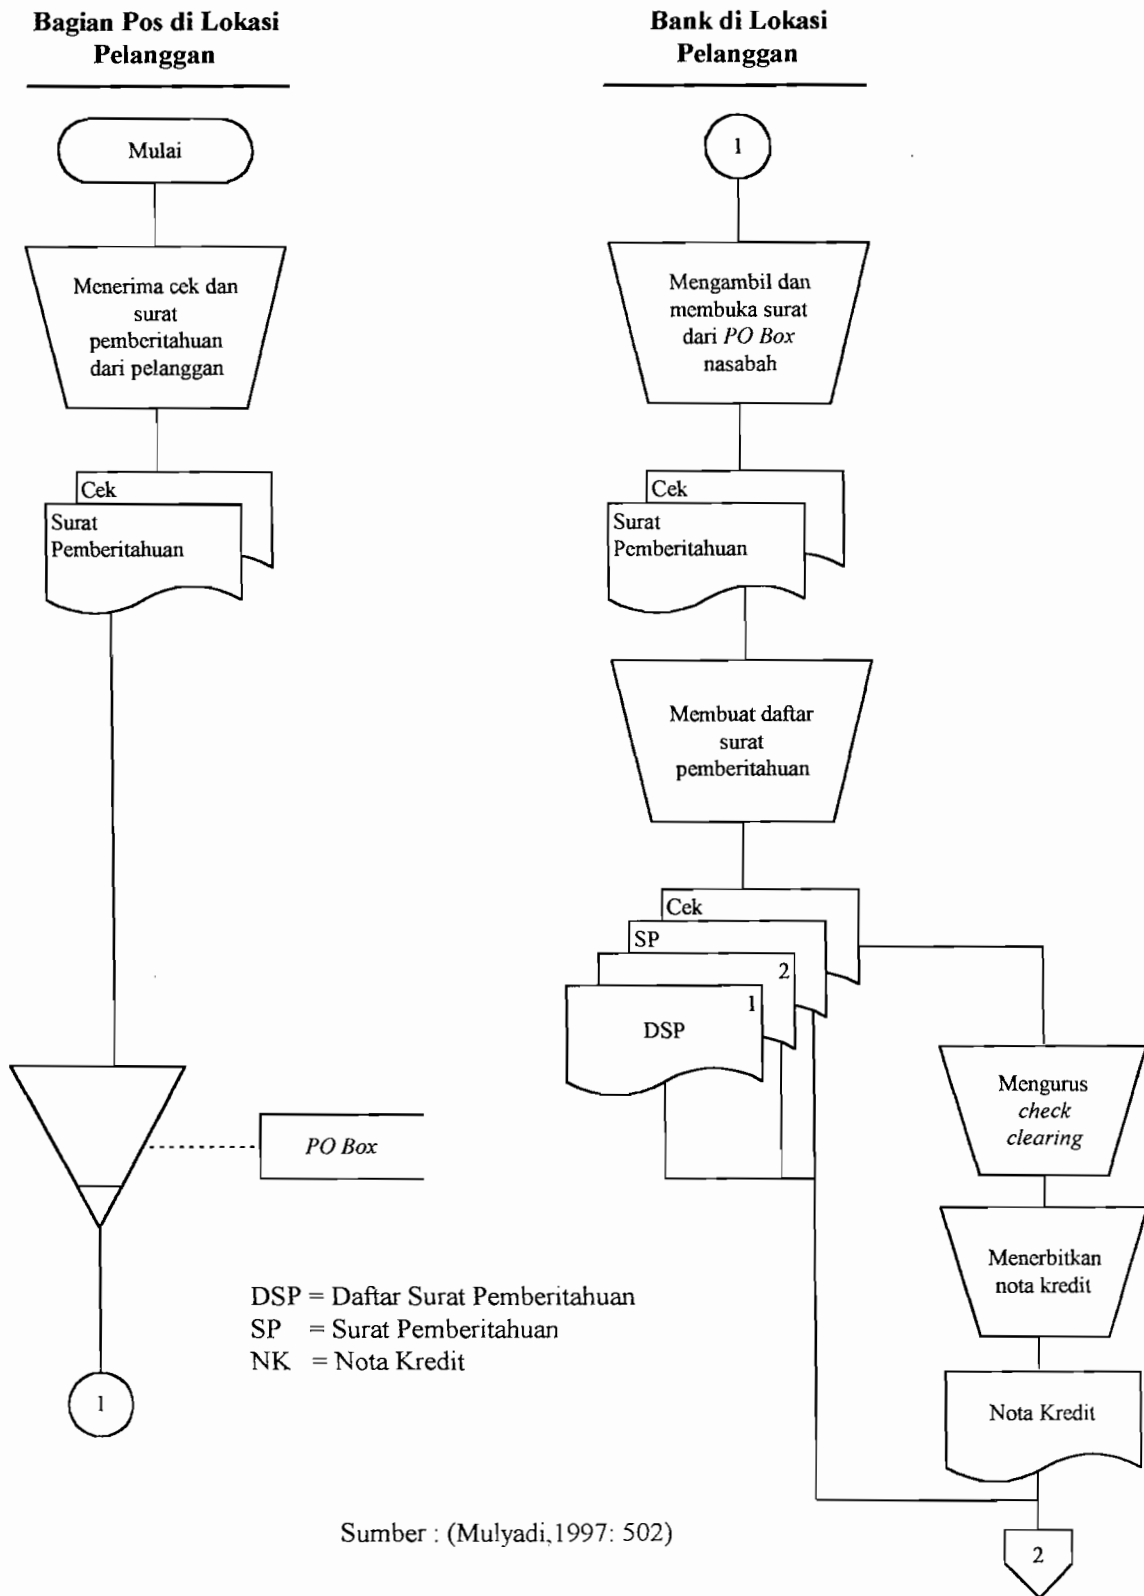 Bagian Pos di Lokasi
Pelanggan
Mulai
Menerima cek dan
surat
pemberitahuan
dari pelanggan
Cek
Surat
Pemberitahuan
PO Box
1
Bank di Lokasi
Pelanggan
1
Mengambil dan
membuka surat
dari PO Box
nasabah
Cek
Surat
Pemberitahuan
Membuat daftar
surat
pemberitahuan
Cek
SP
2
1
DSP
Mengurus
check
clearing
Menerbitkan
nota kredit
Nota Kredit
2
DSP = Daftar Surat Pemberitahuan
SP = Surat Pemberitahuan
NK = Nota Kredit
Sumber : (Mulyadi,1997: 502)